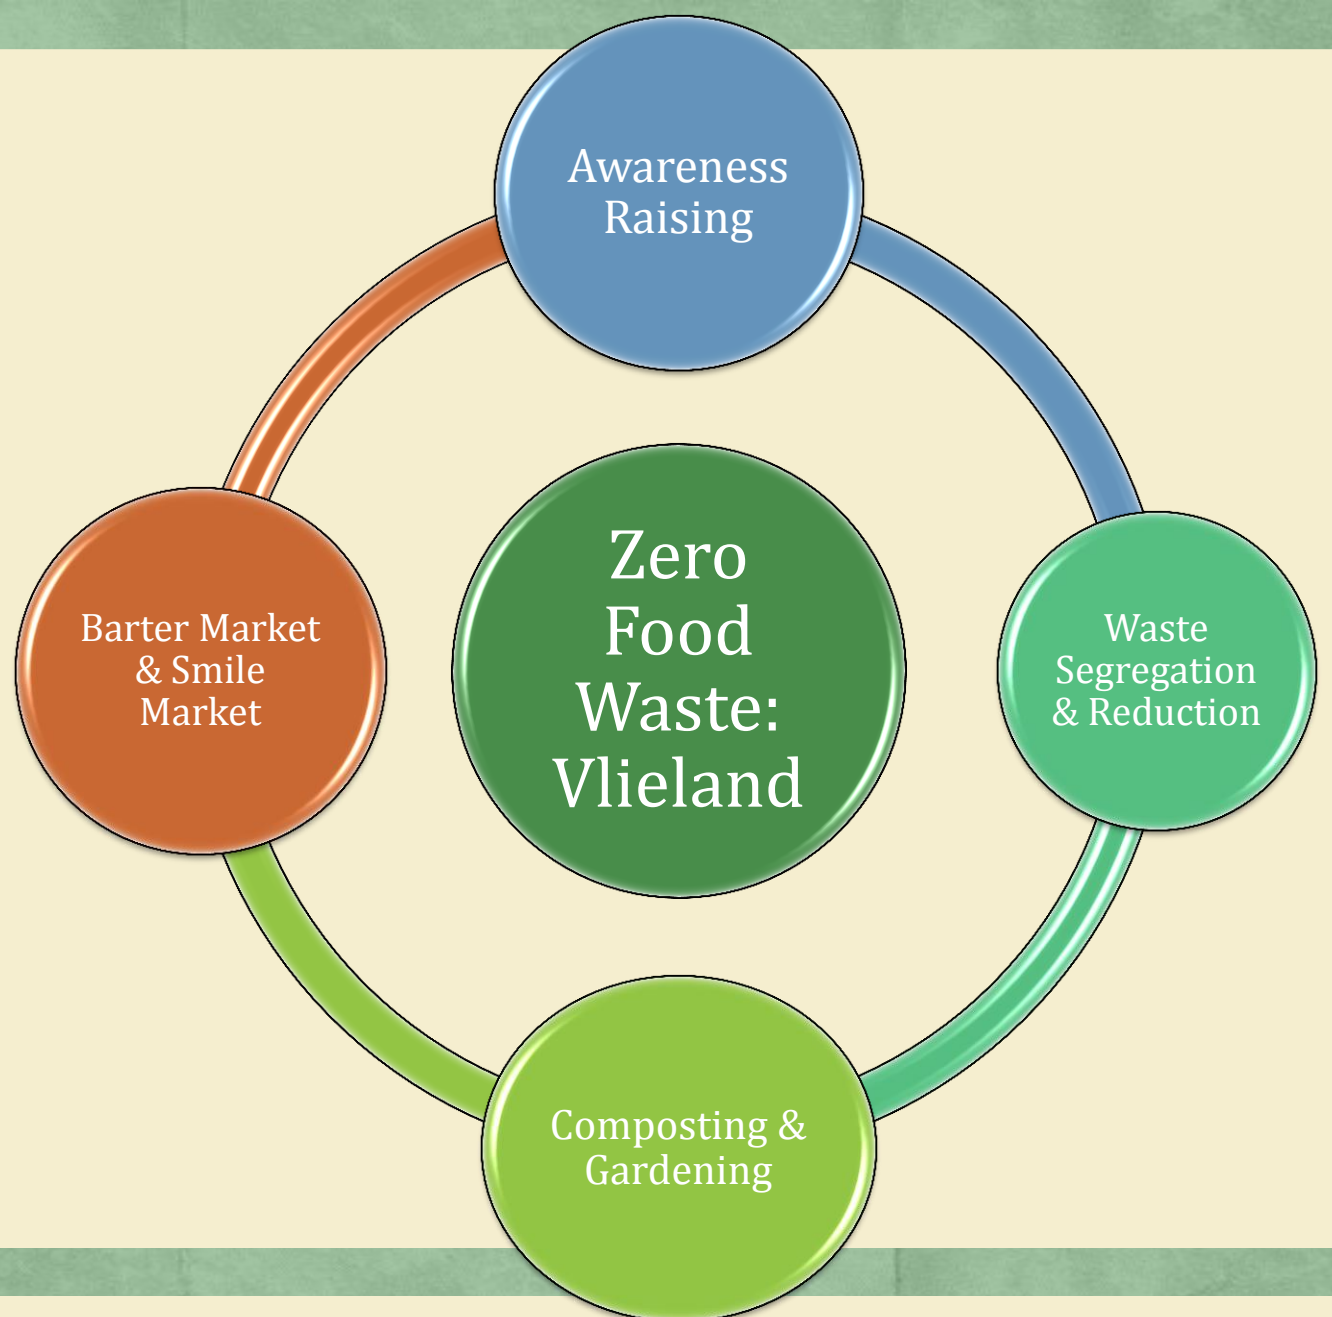 Awareness
Raising
Barter Market
& Smile
Market
Zero
Food
Waste:
Vlieland
Waste
Segregation
& Reduction
Composting &
Gardening